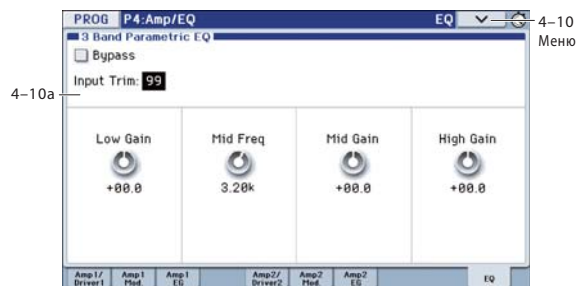 PROG P4:Amp/EQ EQ
4–10
Меню
3 Band Parametric EQ
Bypass
Input Trim: 99
4–10a
Low Gain Mid Freq Mid Gain High Gain
+00.0 3.20k +00.0 +00.0
Amp1/ Driver1 Amp1 Mod. Amp1 EG Amp2/ Driver2 Amp2 Mod. Amp2 EG EQ